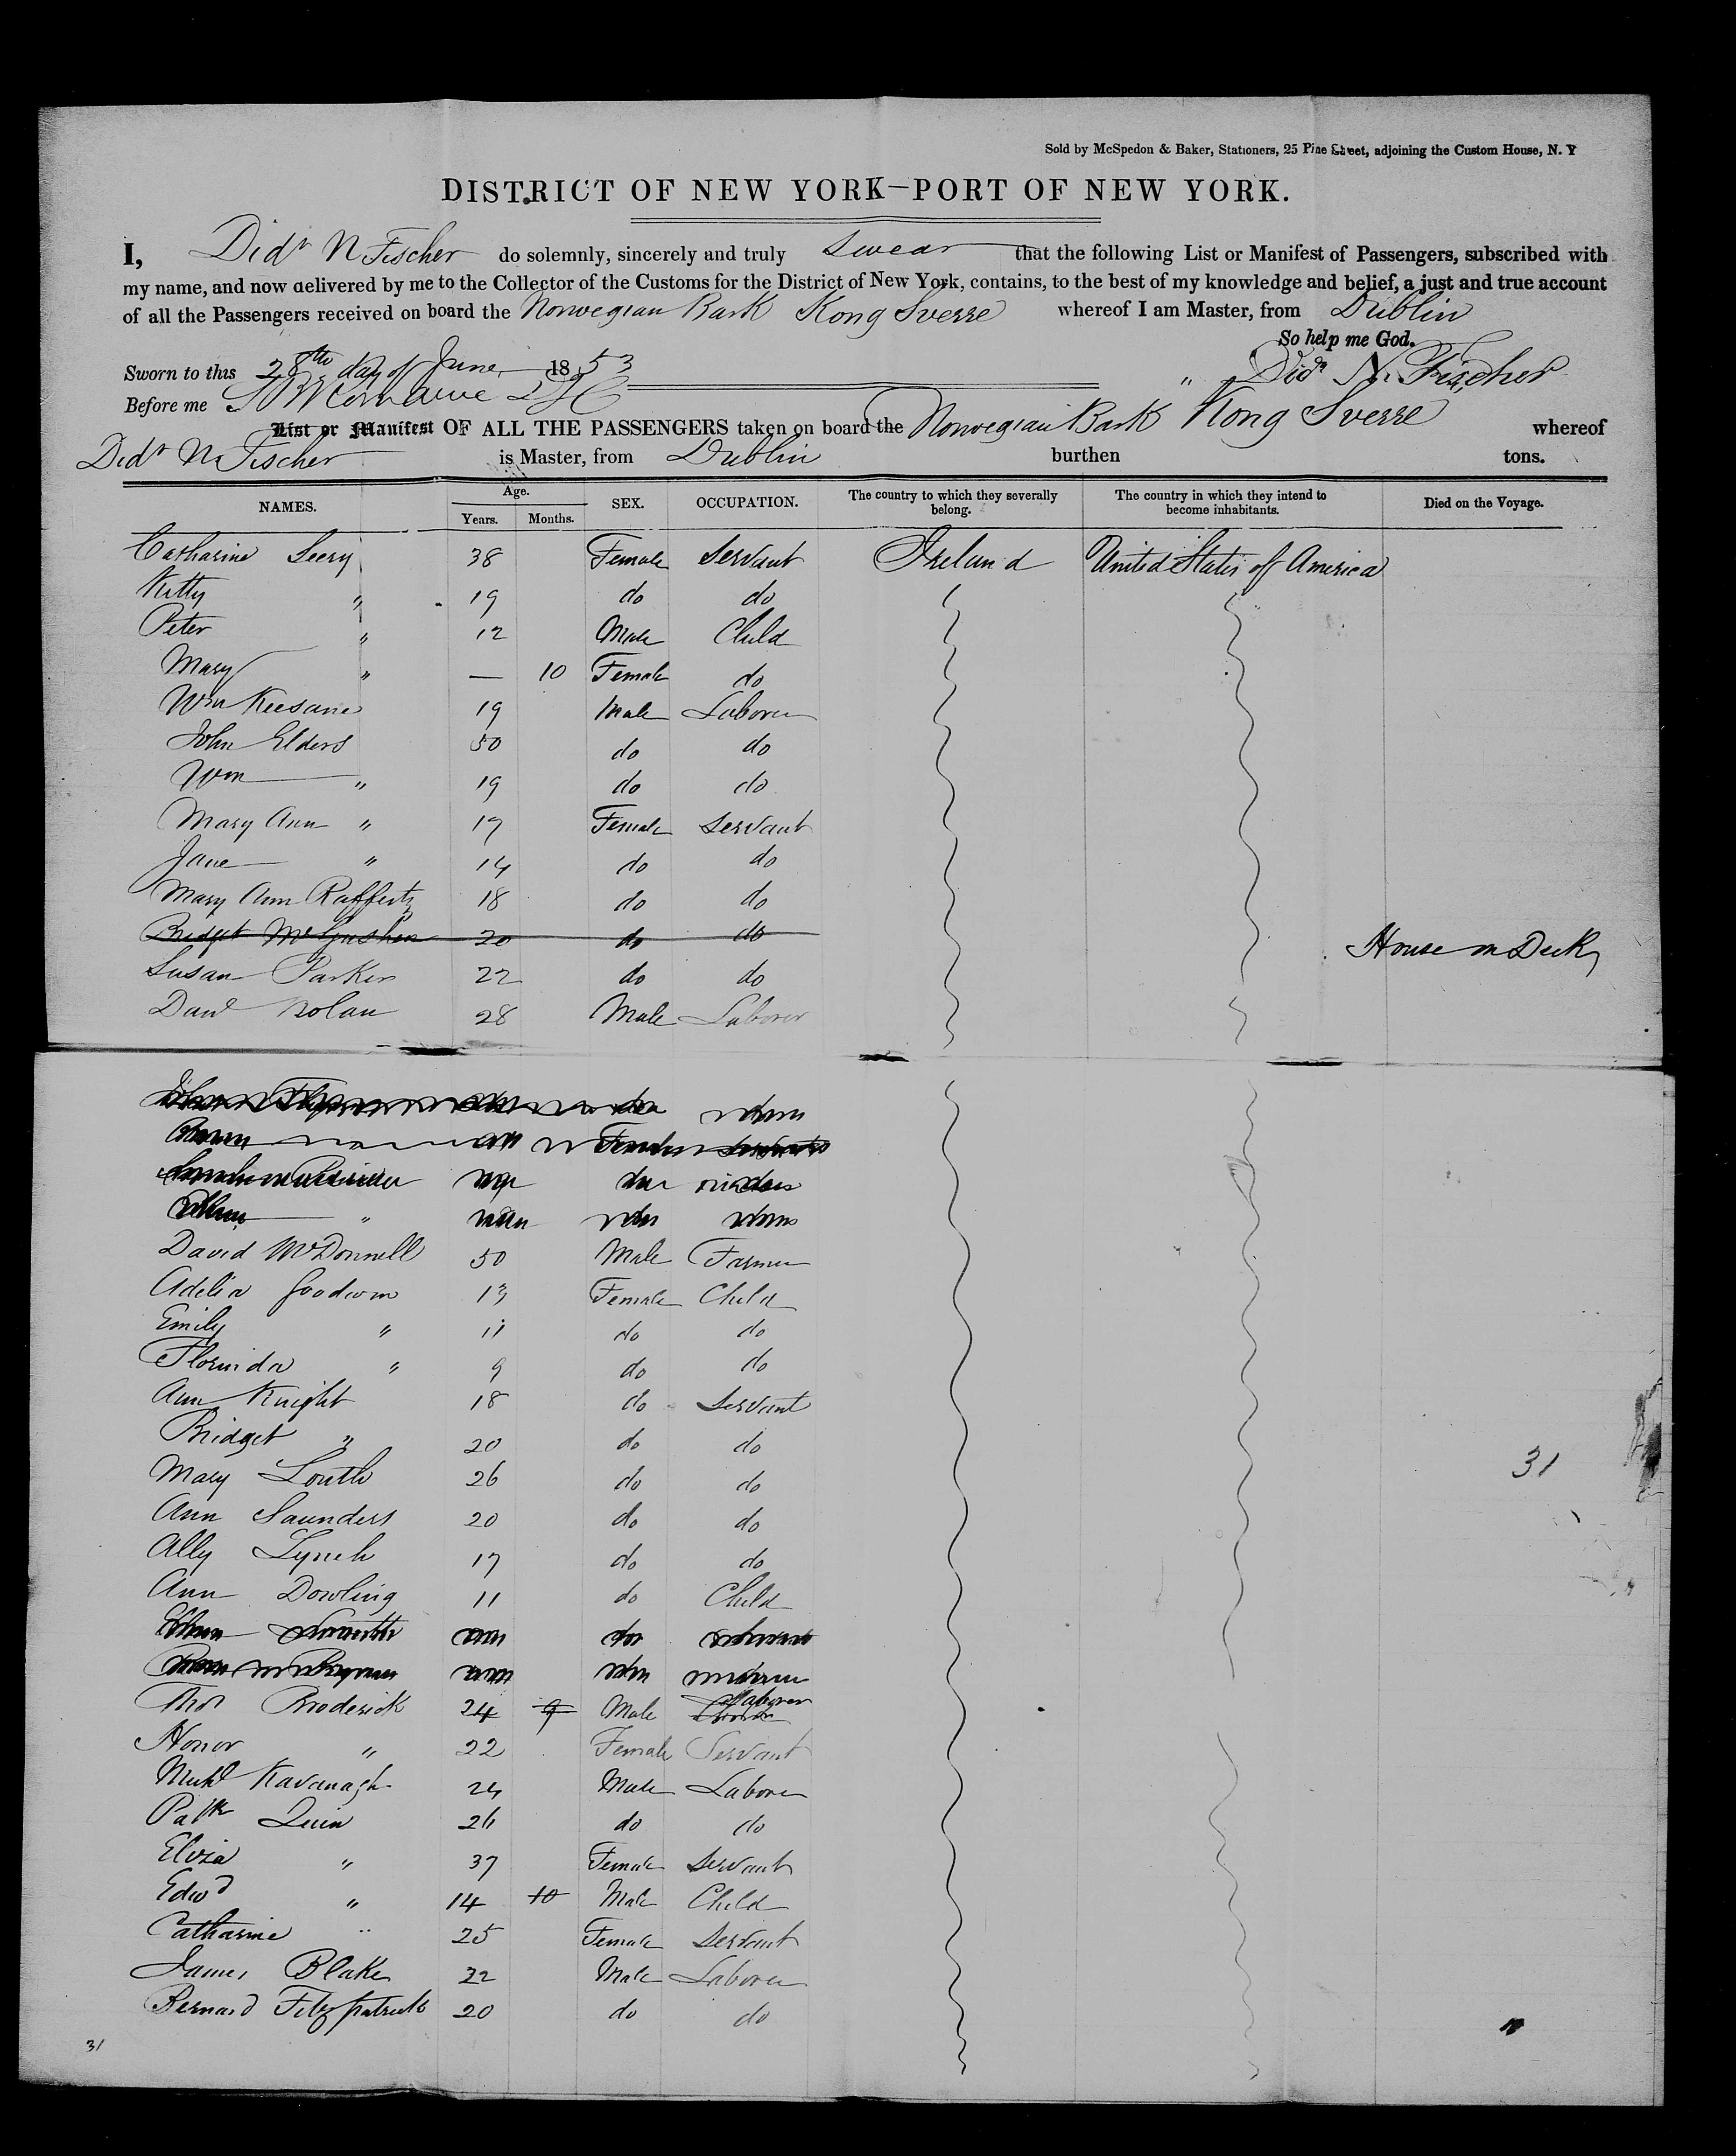 Sold by McSpedon & Baker, Stationers, 25 Pine Street, adjoining the Custom House, N. Y
DISTRICT OF NEW YORK—PORT OF NEW YORK.
I, Didr N Fischer do solemnly, sincerely and truly swear that the following List or Manifest of Passengers, subscribed with
my name, and now delivered by me to the Collector of the Customs for the District of New York, contains, to the best of my knowledge and belief, a just and true account
of all the Passengers received on board the Norwegian Bark Kong Sverre whereof I am Master, from Dublin
So help me God.
Sworn to this 28th day of June 1853 Didr N. Fischer
Before me
List or Manifest OF ALL THE PASSENGERS taken on board the Norwegian Bark Kong Sverre whereof
Didr N Fischer is Master, from Dublin burthen tons.
NAMES. Age. Years. Months. SEX. OCCUPATION. The country to which they severally belong. The country in which they intend to become inhabitants. Died on the Voyage.
Catharine Leery 38 Female Servant Ireland United States of America
Kitty " 19 do do
Peter " 12 Male Child
Mary " — 10 Female do
Wm Keesane 19 Male Laborer
John Elders 50 do do
Wm " 19 do do
Mary Ann " 17 Female Servant
Jane " 14 do do
Mary Ann Rafferty 18 do do
Bridget 20 do do House on Deck
Susan Parker 22 do do
Danl Nolan 28 Male Laborer
David McDonnell 50 Male Farmer
Adelia Goodwin 13 Female Child
Emily " 11 do do
Florinda " 9 do do
Ann Knight 18 do Servant
Bridget " 20 do do
Mary Louth 26 do do 31
Ann Saunders 20 do do
Ally Lynch 17 do do
Ann Dowling 11 do Child
Thos Broderick 24 9 Male Laborer
Honor " 22 Female Servant
Michl Kavanagh 24 Male Laborer
Patk Quin 26 do do
Eliza " 37 Female Servant
Edwd " 14 10 Male Child
Catharine " 25 Female Servant
James Blake 22 Male Laborer
Bernard Fitzpatrick 20 do do
31